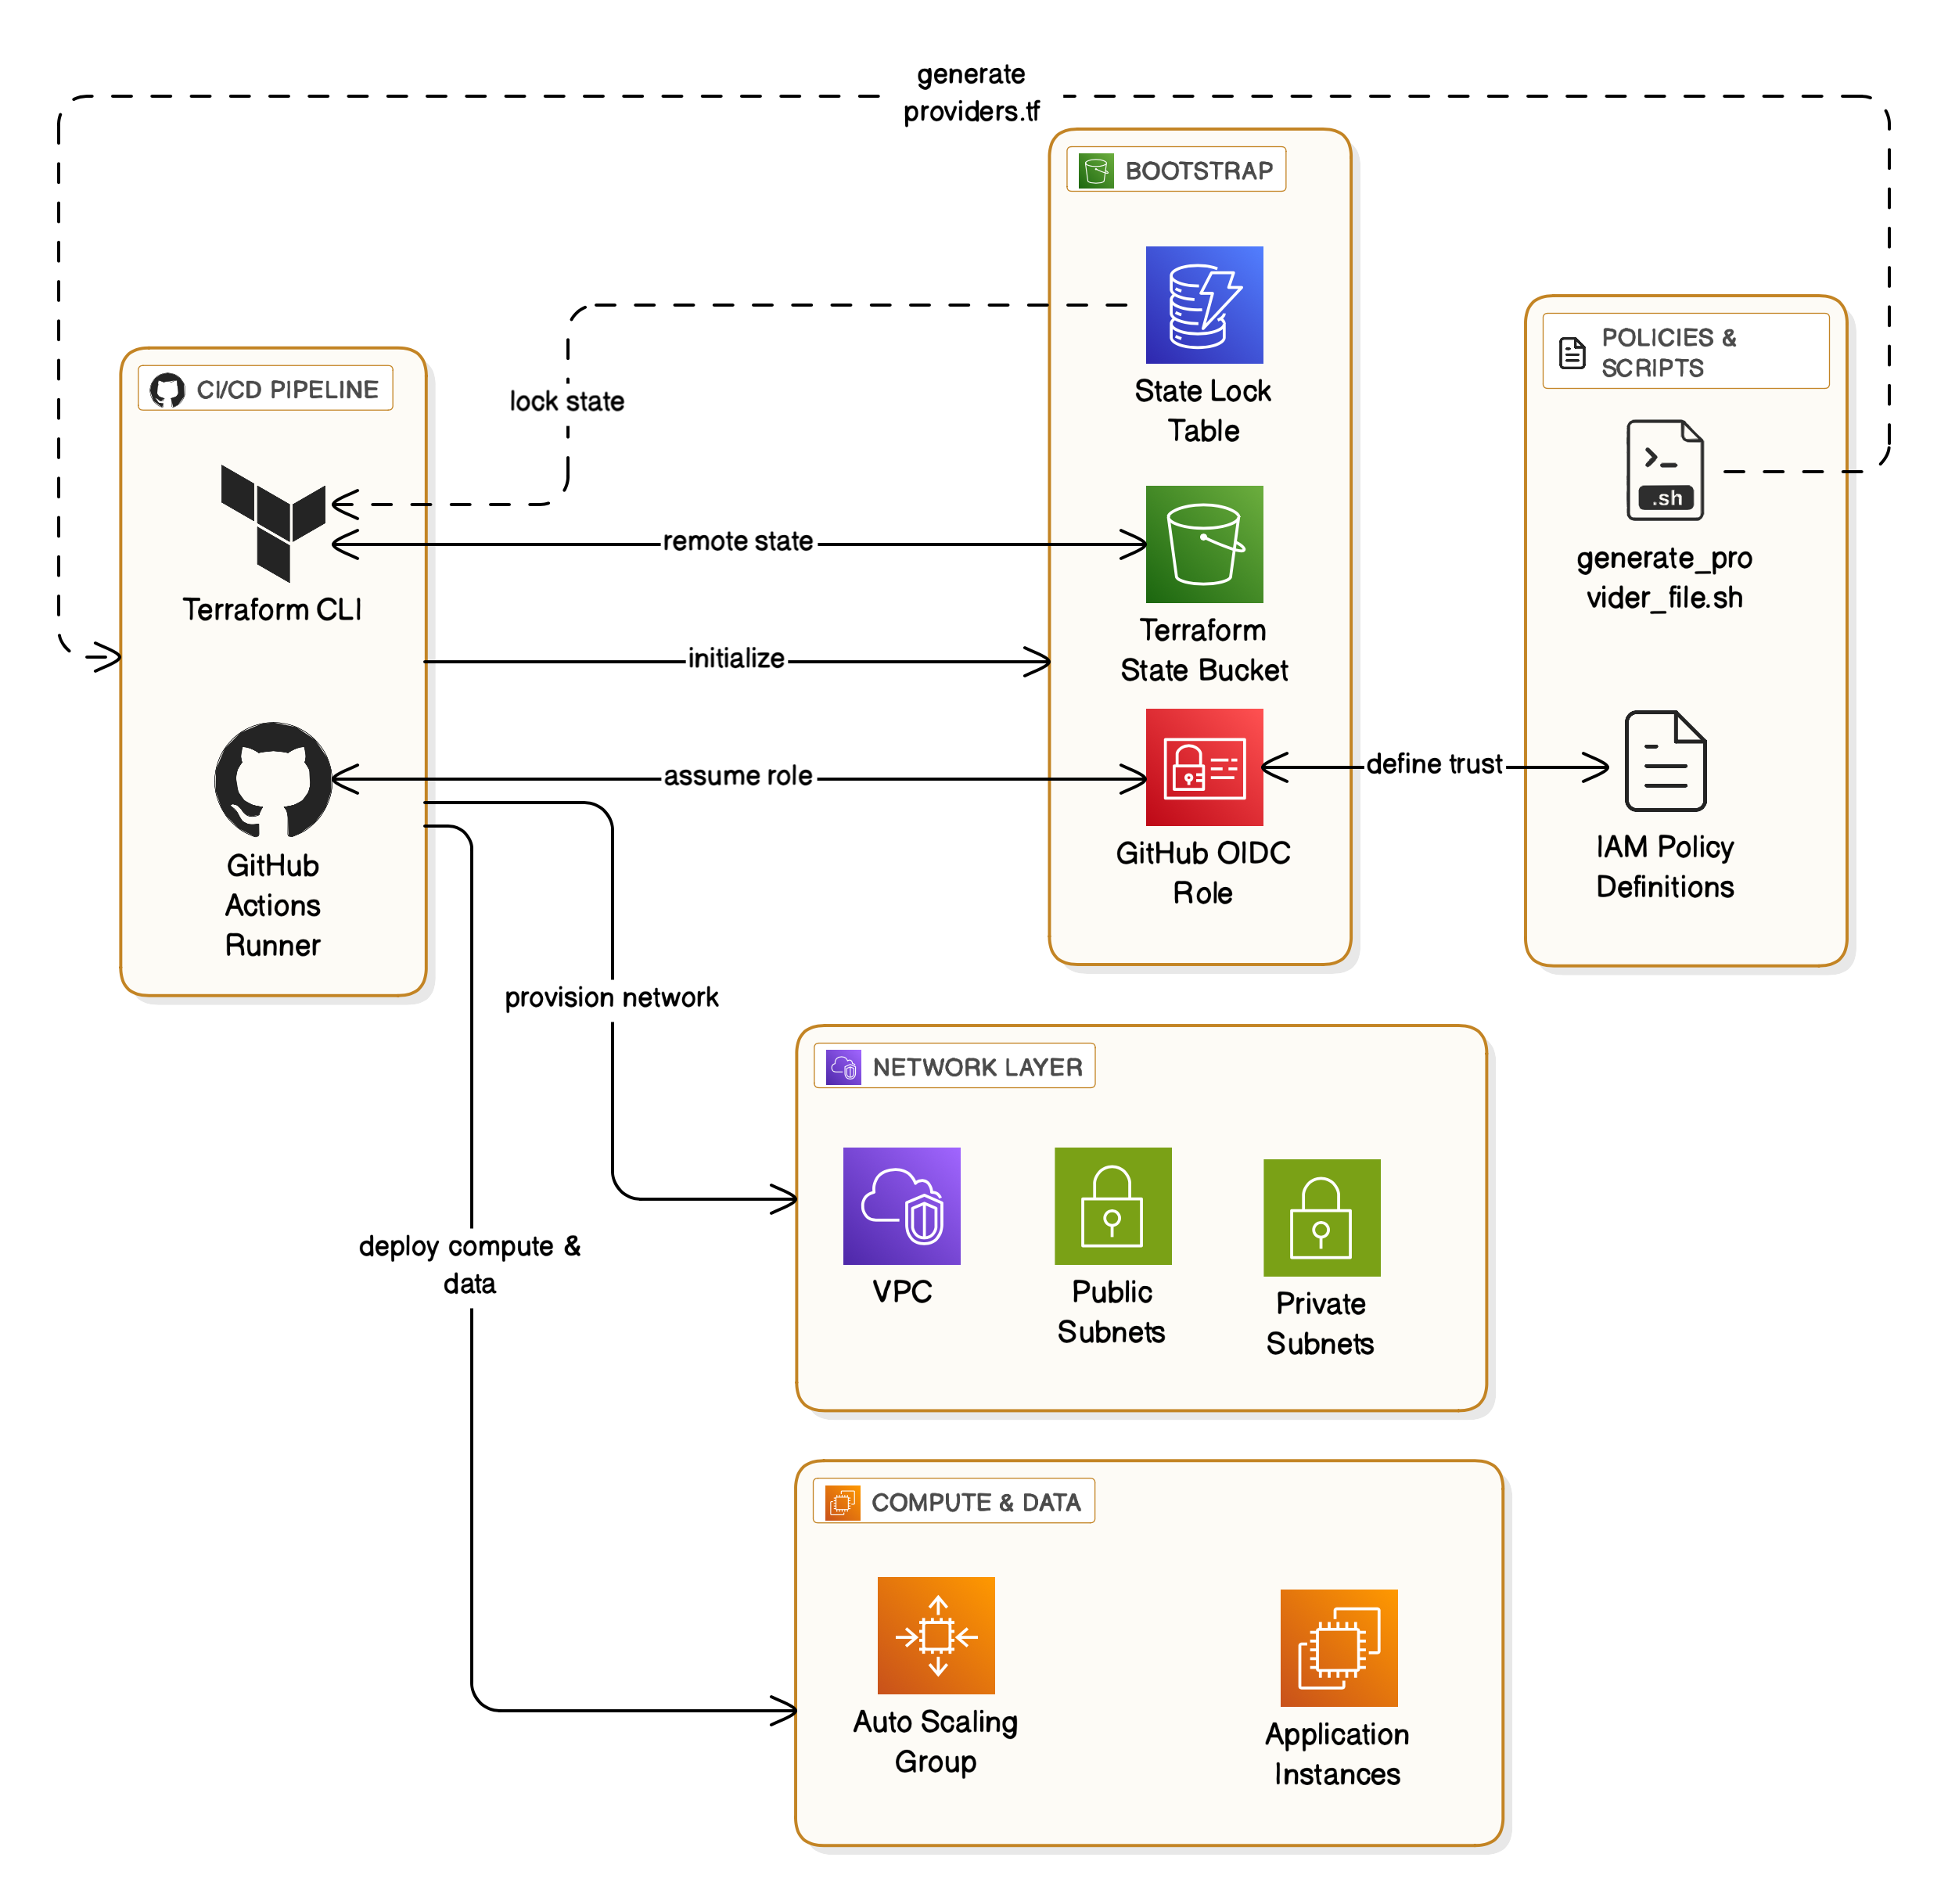 generate
providers.tf
BOOTSTRAP
State Lock
Table
Terraform
State Bucket
GitHub OIDC
Role
POLICIES &
SCRIPTS
.sh
generate_pro
vider_file.sh
IAM Policy
Definitions
CI/CD PIPELINE
Terraform CLI
GitHub
Actions
Runner
lock state
remote state
initialize
assume role
define trust
provision network
deploy compute &
data
NETWORK LAYER
VPC
Public
Subnets
Private
Subnets
COMPUTE & DATA
Auto Scaling
Group
Application
Instances